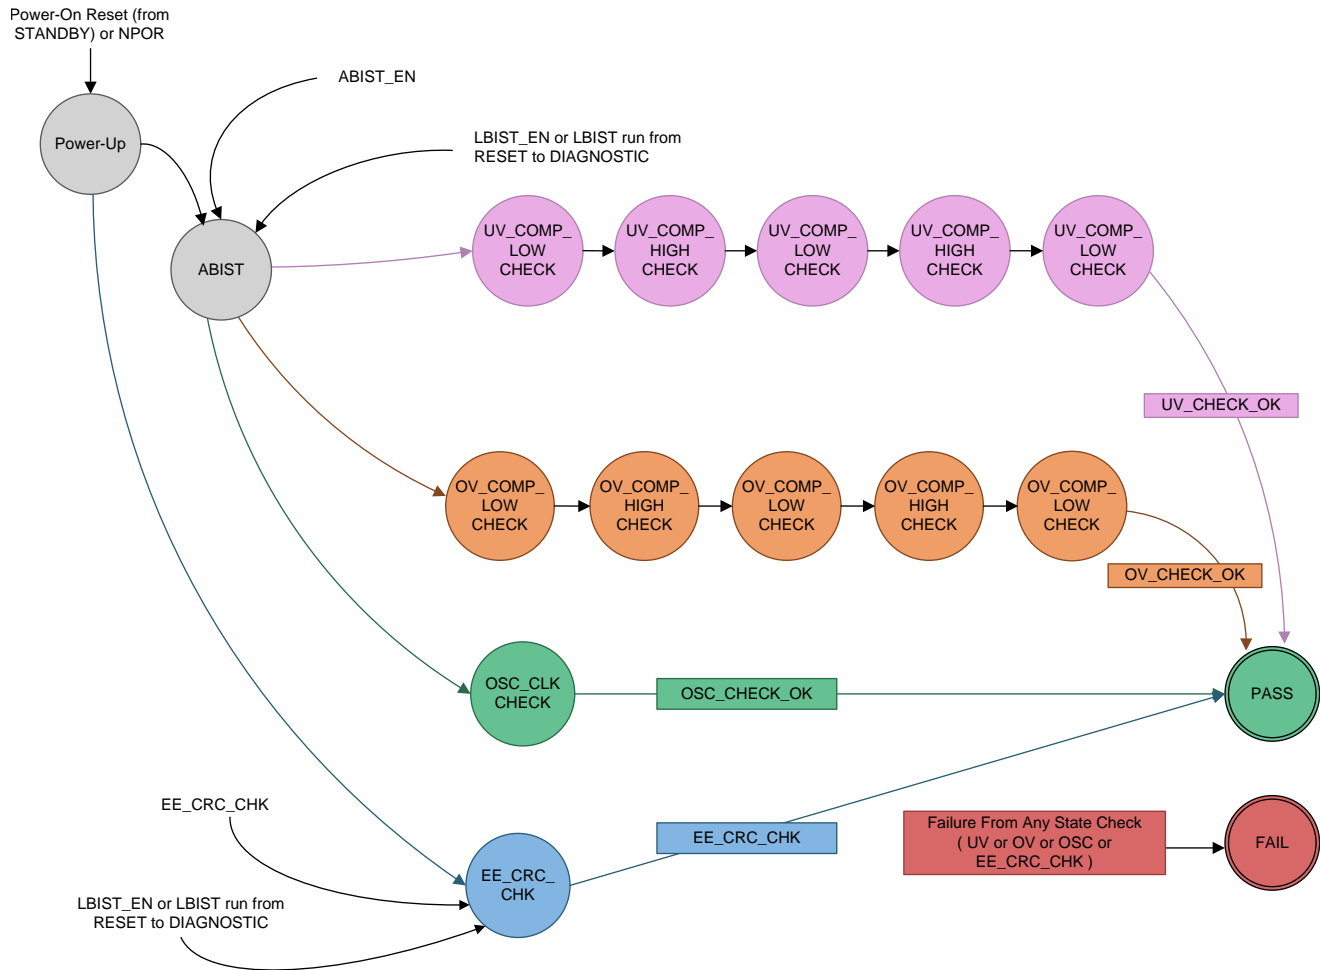 Power-On Reset (from
STANDBY) or NPOR
ABIST_EN
Power-Up
LBIST_EN or LBIST run from
RESET to DIAGNOSTIC
ABIST
UV_COMP_
LOW
CHECK
UV_COMP_
HIGH
CHECK
UV_COMP_
LOW
CHECK
UV_COMP_
HIGH
CHECK
UV_COMP_
LOW
CHECK
UV_CHECK_OK
OV_COMP_
LOW
CHECK
OV_COMP_
HIGH
CHECK
OV_COMP_
LOW
CHECK
OV_COMP_
HIGH
CHECK
OV_COMP_
LOW
CHECK
OV_CHECK_OK
OSC_CLK
CHECK
OSC_CHECK_OK
PASS
EE_CRC_CHK
EE_CRC_CHK
Failure From Any State Check
( UV or OV or OSC or
EE_CRC_CHK )
FAIL
EE_CRC_
CHK
LBIST_EN or LBIST run from
RESET to DIAGNOSTIC